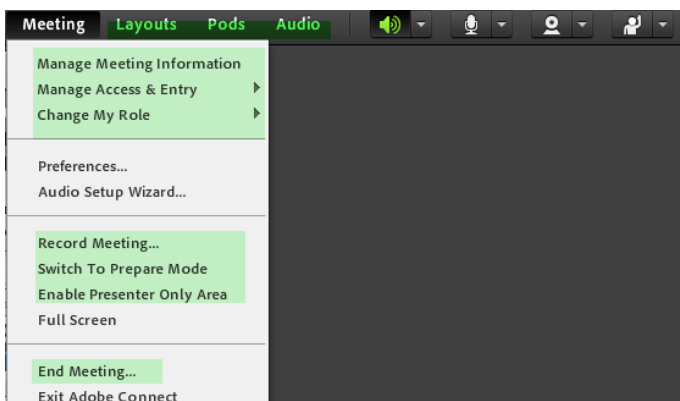 Meeting Layouts Pods Audio
Manage Meeting Information
Manage Access & Entry
Change My Role
Preferences...
Audio Setup Wizard...
Record Meeting...
Switch To Prepare Mode
Enable Presenter Only Area
Full Screen
End Meeting...
Exit Adobe Connect